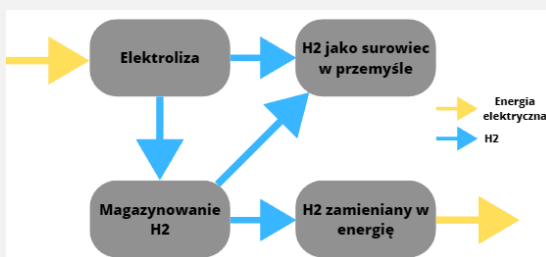 Elektroliza
H2 jako surowiec
w przemyśle
Energia
elektryczna
H2
Magazynowanie
H2
H2 zamieniany w
energię